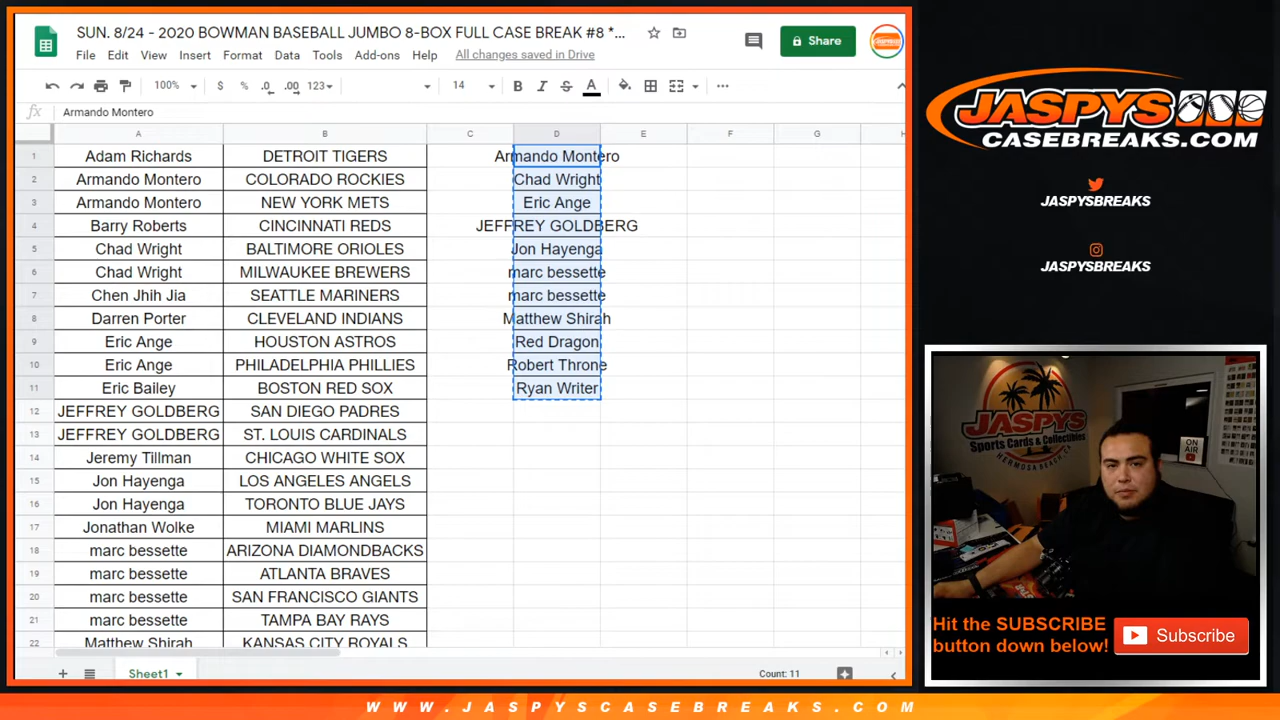 SUN. 8/24 - 2020 BOWMAN BASEBALL JUMBO 8-BOX FULL CASE BREAK #8 *...
File Edit View Insert Format Data Tools Add-ons Help All changes saved in Drive
Share
100% $ % .0 .00 123 14 B I S A
fx Armando Montero
A B C D E F G H
1 Adam Richards DETROIT TIGERS Armando Montero
2 Armando Montero COLORADO ROCKIES Chad Wright
3 Armando Montero NEW YORK METS Eric Ange
4 Barry Roberts CINCINNATI REDS JEFFREY GOLDBERG
5 Chad Wright BALTIMORE ORIOLES Jon Hayenga
6 Chad Wright MILWAUKEE BREWERS marc bessette
7 Chen Jhih Jia SEATTLE MARINERS marc bessette
8 Darren Porter CLEVELAND INDIANS Matthew Shirah
9 Eric Ange HOUSTON ASTROS Red Dragon
10 Eric Ange PHILADELPHIA PHILLIES Robert Throne
11 Eric Bailey BOSTON RED SOX Ryan Writer
12 JEFFREY GOLDBERG SAN DIEGO PADRES
13 JEFFREY GOLDBERG ST. LOUIS CARDINALS
14 Jeremy Tillman CHICAGO WHITE SOX
15 Jon Hayenga LOS ANGELES ANGELS
16 Jon Hayenga TORONTO BLUE JAYS
17 Jonathan Wolke MIAMI MARLINS
18 marc bessette ARIZONA DIAMONDBACKS
19 marc bessette ATLANTA BRAVES
20 marc bessette SAN FRANCISCO GIANTS
21 marc bessette TAMPA BAY RAYS
22 Matthew Shirah KANSAS CITY ROYALS
Sheet1 Count: 11
JASPYS
CASEBREAKS.COM
JASPYSBREAKS
JASPYSBREAKS
JASPYS
Sports Cards & Collectibles
HERMOSA BEACH, CA
ON AIR
Hit the SUBSCRIBE
button down below!
Subscribe
WWW.JASPYSCASEBREAKS.COM